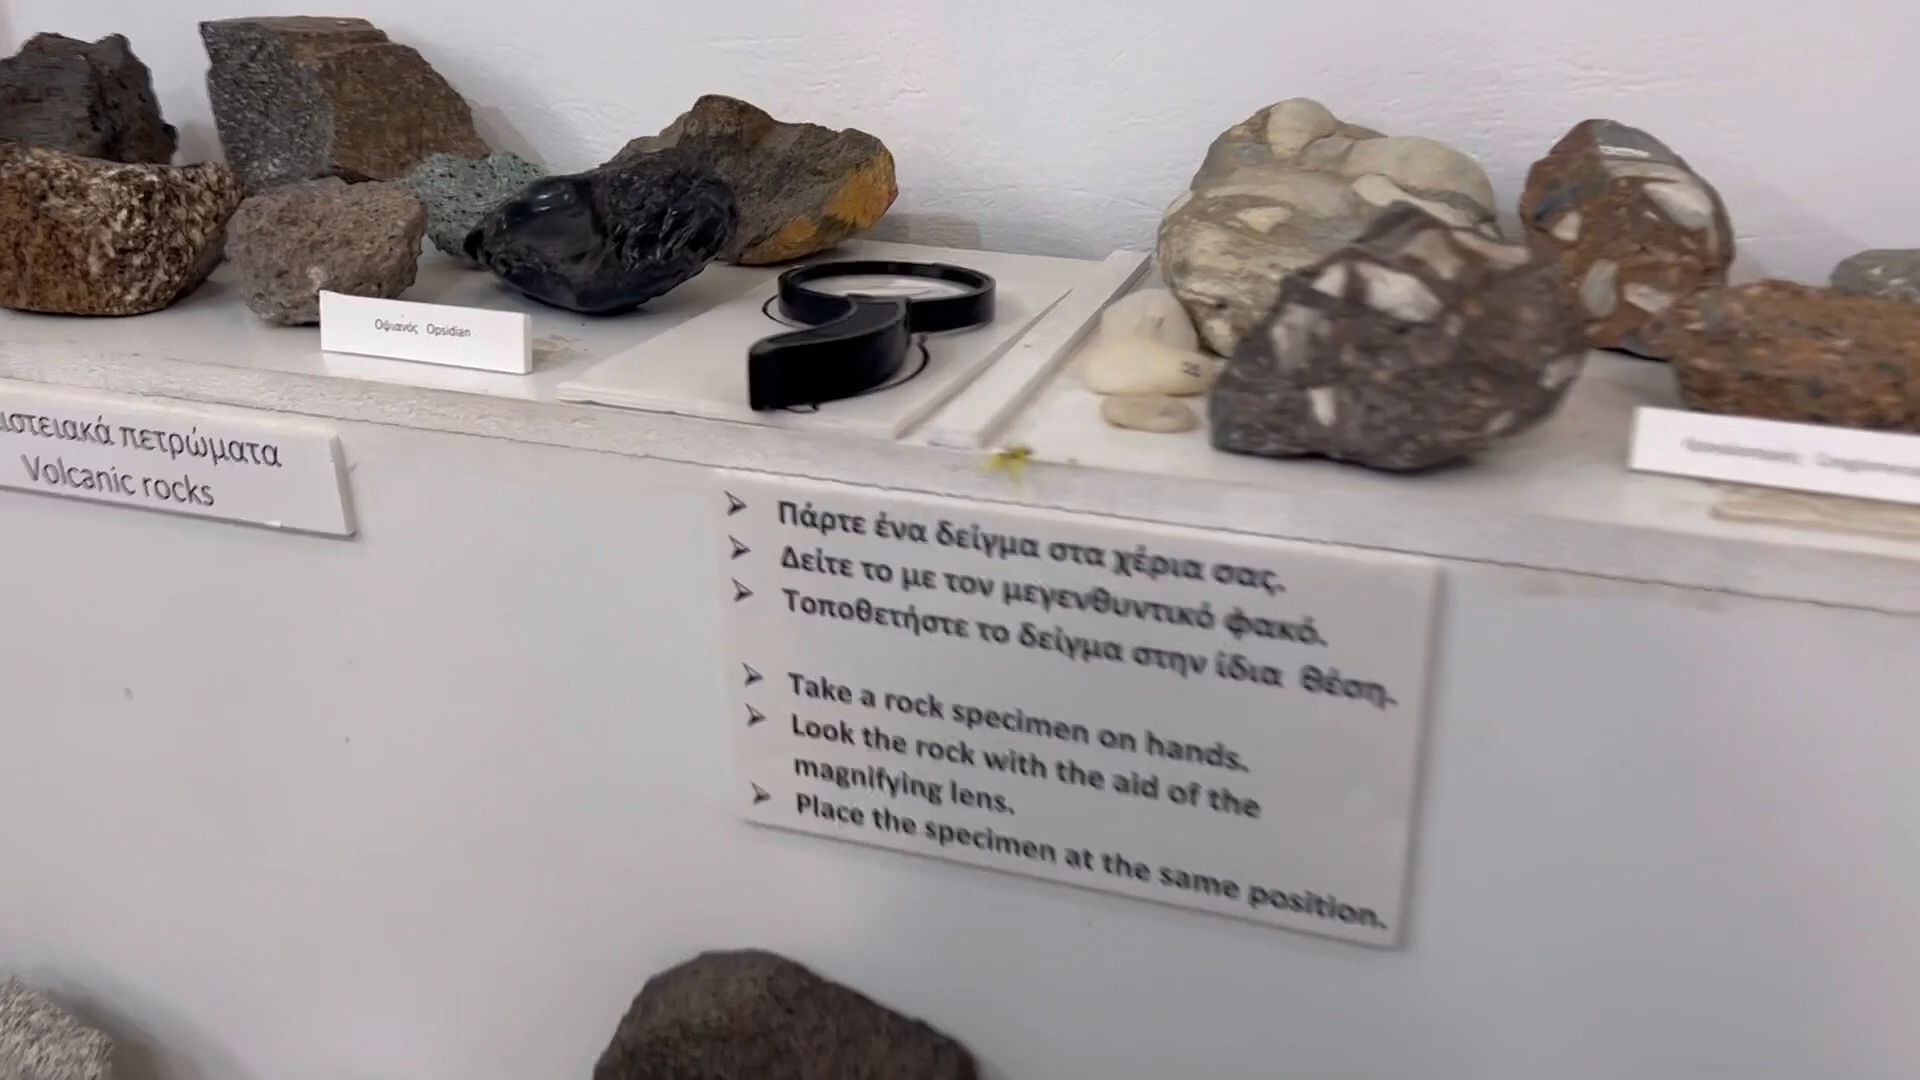 Οψιανός Opsidian
πετρώματα
Volcanic rocks
➢ Πάρτε ένα δείγμα στα χέρια σας.
➢ Δείτε το με τον μεγενθυντικό φακό.
➢ Τοποθετήστε το δείγμα στην ίδια θέση.
➢ Take a rock specimen on hands.
➢ Look the rock with the aid of the
magnifying lens.
➢ Place the specimen at the same position.